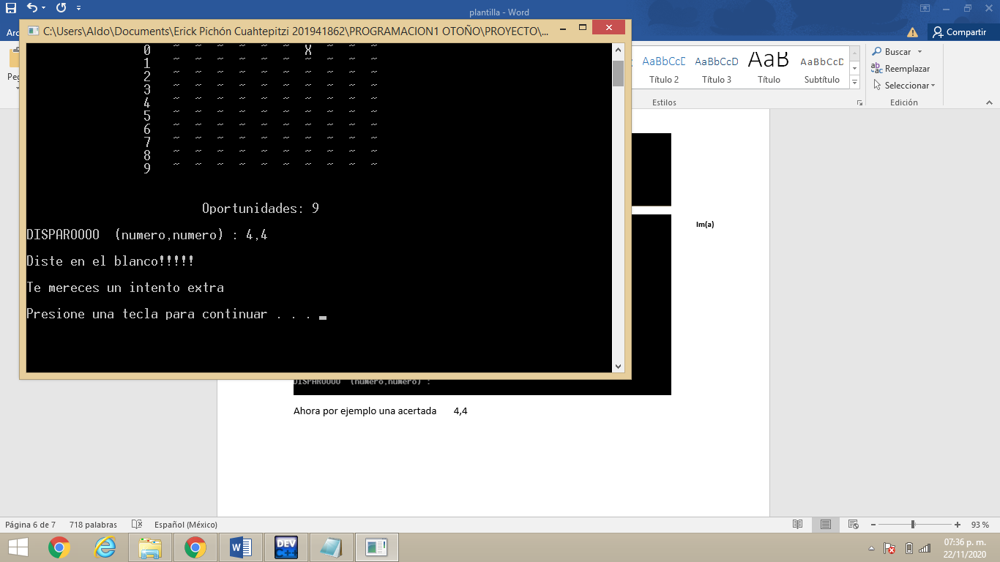 plantilla - Word
Arc
Compartir
C:\Users\Aldo\Documents\Erick Pichón Cuahtepitzi 201941862\PROGRAMACION1 OTOÑO\PROYECTO\...
Peg
AaBbCcD AaBbCcD AaB AaBbCcD
Título 2 Título 3 Título Subtítulo
Estilos
Buscar
Reemplazar
Seleccionar
Edición
0 ~ ~ ~ ~ ~ ~ X ~ ~ ~
1 ~ ~ ~ ~ ~ ~ ~ ~ ~ ~
2 ~ ~ ~ ~ ~ ~ ~ ~ ~ ~
3 ~ ~ ~ ~ ~ ~ ~ ~ ~ ~
4 ~ ~ ~ ~ ~ ~ ~ ~ ~ ~
5 ~ ~ ~ ~ ~ ~ ~ ~ ~ ~
6 ~ ~ ~ ~ ~ ~ ~ ~ ~ ~
7 ~ ~ ~ ~ ~ ~ ~ ~ ~ ~
8 ~ ~ ~ ~ ~ ~ ~ ~ ~ ~
9 ~ ~ ~ ~ ~ ~ ~ ~ ~ ~
Oportunidades: 9
DISPAROOOO (numero,numero) : 4,4
Diste en el blanco!!!!!
Te mereces un intento extra
Presione una tecla para continuar . . .
Im(a)
DISPAROOOO (numero,numero) :
Ahora por ejemplo una acertada 4,4
Página 6 de 7 718 palabras Español (México)
93 %
DEV C++
07:36 p. m.
22/11/2020